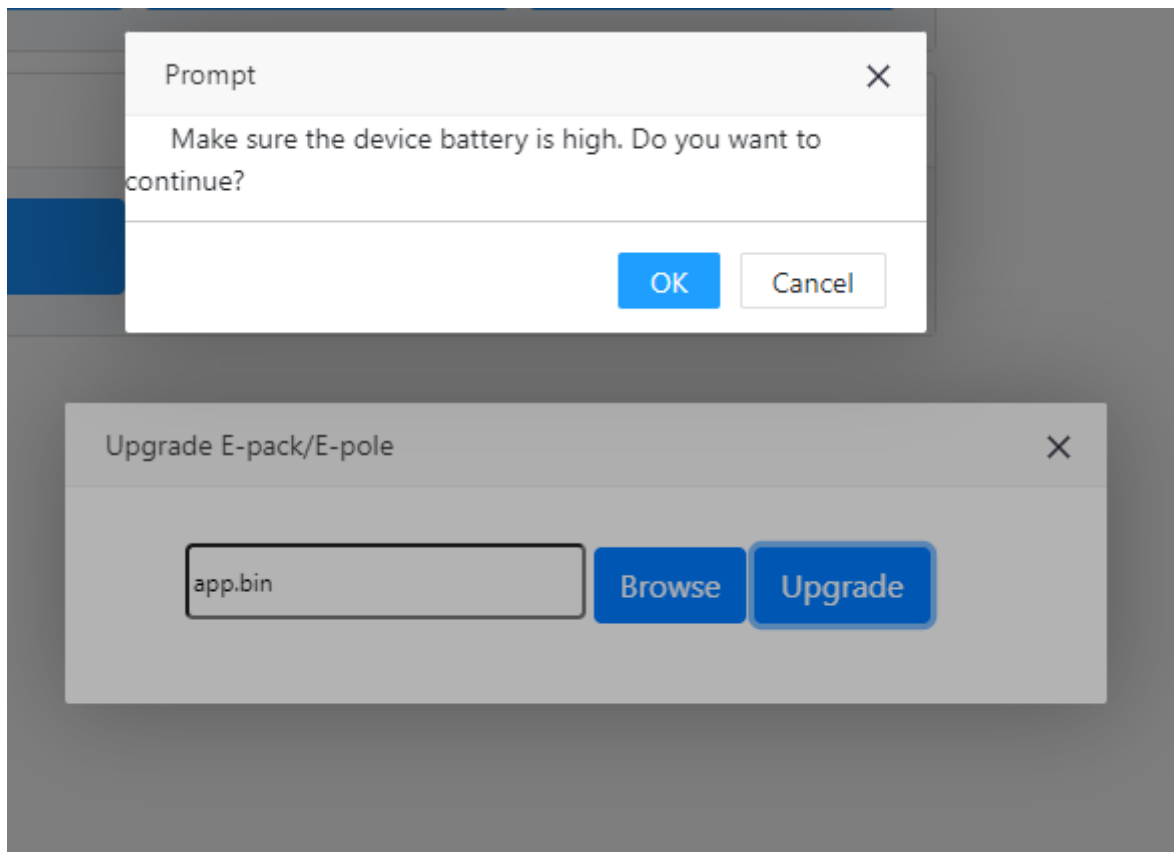 Prompt
Make sure the device battery is high. Do you want to
continue?
OK Cancel
Upgrade E-pack/E-pole
app.bin Browse Upgrade